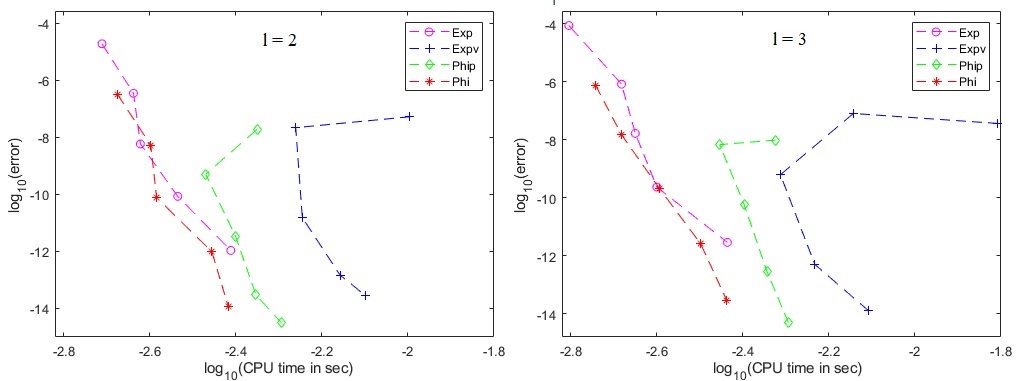 l = 2
Exp
Expv
Phip
Phi
-4
-6
-8
-10
-12
-14
log10(error)
-2.8
-2.6
-2.4
-2.2
-2
-1.8
log10(CPU time in sec)
l = 3
Exp
Expv
Phip
Phi
-4
-6
-8
-10
-12
-14
log10(error)
-2.8
-2.6
-2.4
-2.2
-2
-1.8
log10(CPU time in sec)